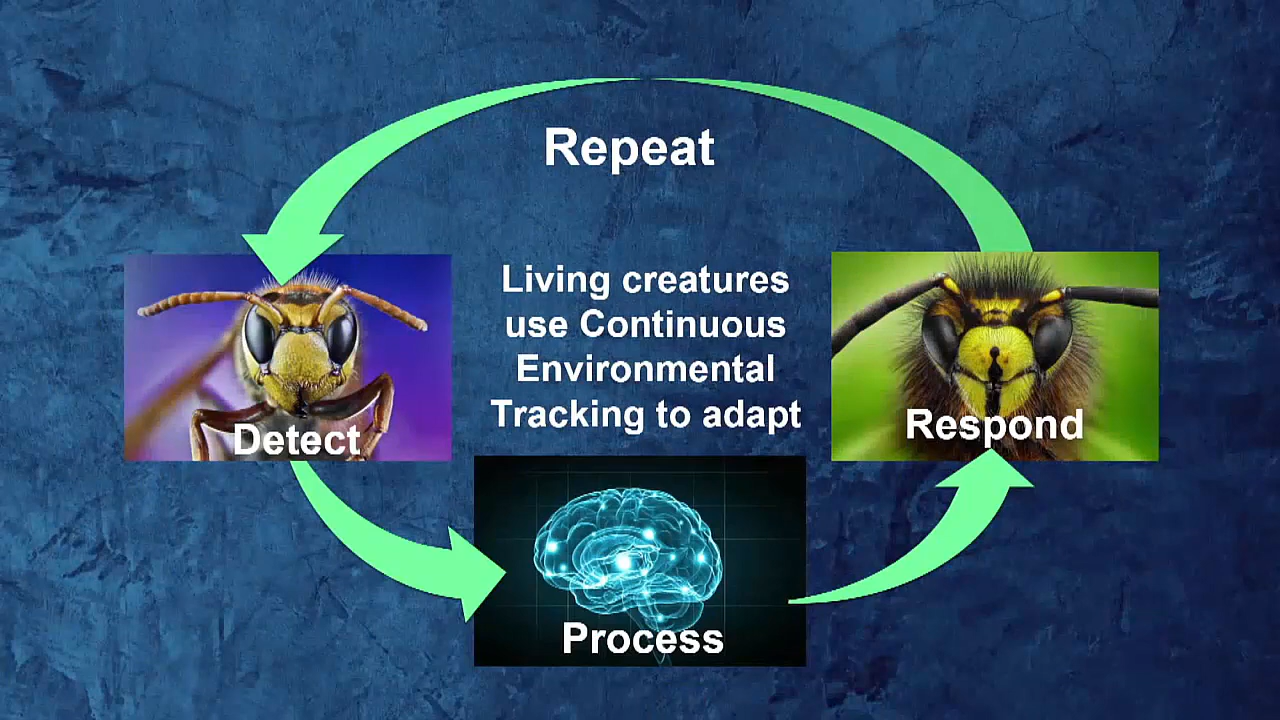 Repeat
Living creatures
use Continuous
Environmental
Tracking to adapt
Detect
Respond
Process